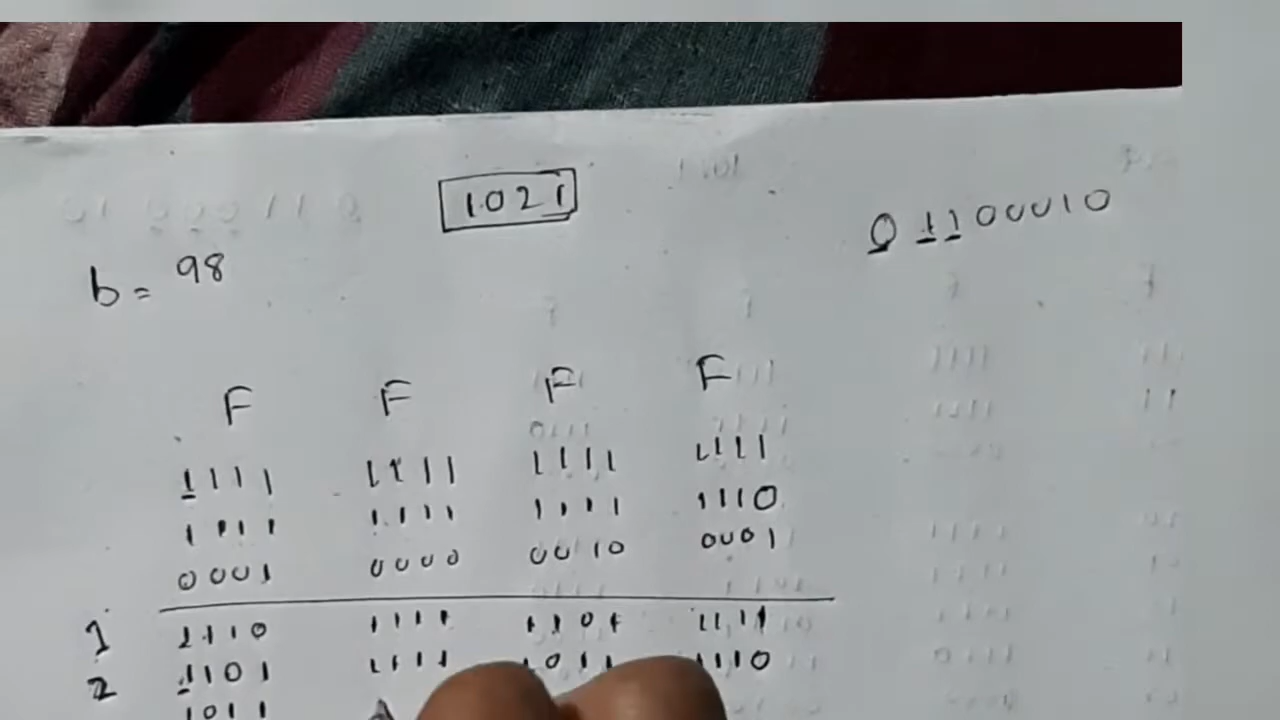 1021
01100010
b = 98
F F F F
1111 1111 1111 1111
1111 1111 1111 1110
0001 0000 0010 0001
1 1110 1111 1101 1111
2 1101 1111 1011 1110
1011